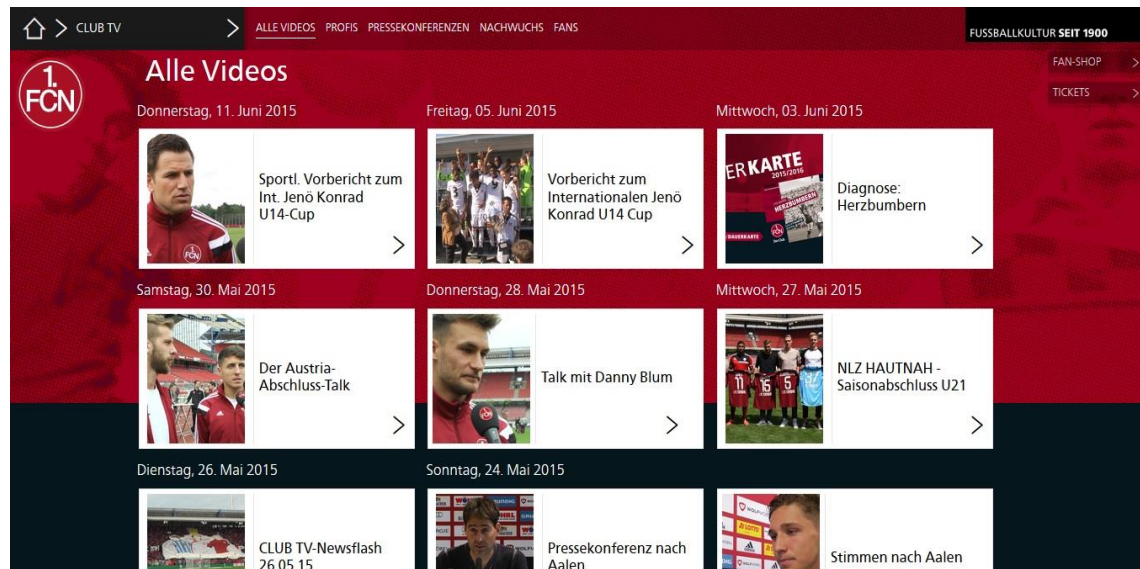 CLUB TV
ALLE VIDEOS PROFIS PRESSEKONFERENZEN NACHWUCHS FANS
FUSSBALLKULTUR SEIT 1900
FAN-SHOP
TICKETS
1.
FCN
Alle Videos
Donnerstag, 11. Juni 2015
Freitag, 05. Juni 2015
Mittwoch, 03. Juni 2015
Sportl. Vorbericht zum
Int. Jenö Konrad
U14-Cup
Vorbericht zum
Internationalen Jenö
Konrad U14 Cup
ERKARTE
2015/2016
HERZBUMBERN
DAUERKARTE
Diagnose:
Herzbumbern
Samstag, 30. Mai 2015
Donnerstag, 28. Mai 2015
Mittwoch, 27. Mai 2015
Der Austria-
Abschluss-Talk
Talk mit Danny Blum
11 15 5
NLZ HAUTNAH -
Saisonabschluss U21
Dienstag, 26. Mai 2015
Sonntag, 24. Mai 2015
CLUB TV-Newsflash
26.05.15
Pressekonferenz nach
Aalen
Stimmen nach Aalen